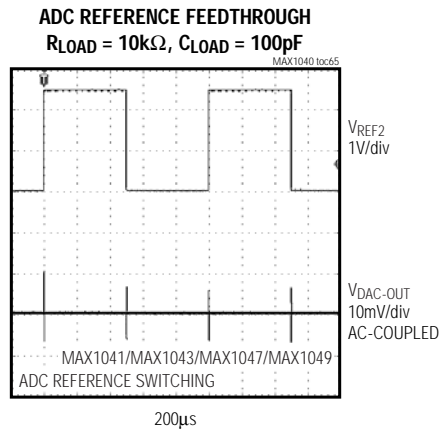 ADC REFERENCE FEEDTHROUGH
RLOAD = 10kΩ, CLOAD = 100pF
MAX1040 toc65
VREF2
1V/div
VDAC-OUT
10mV/div
AC-COUPLED
MAX1041/MAX1043/MAX1047/MAX1049
ADC REFERENCE SWITCHING
200µs